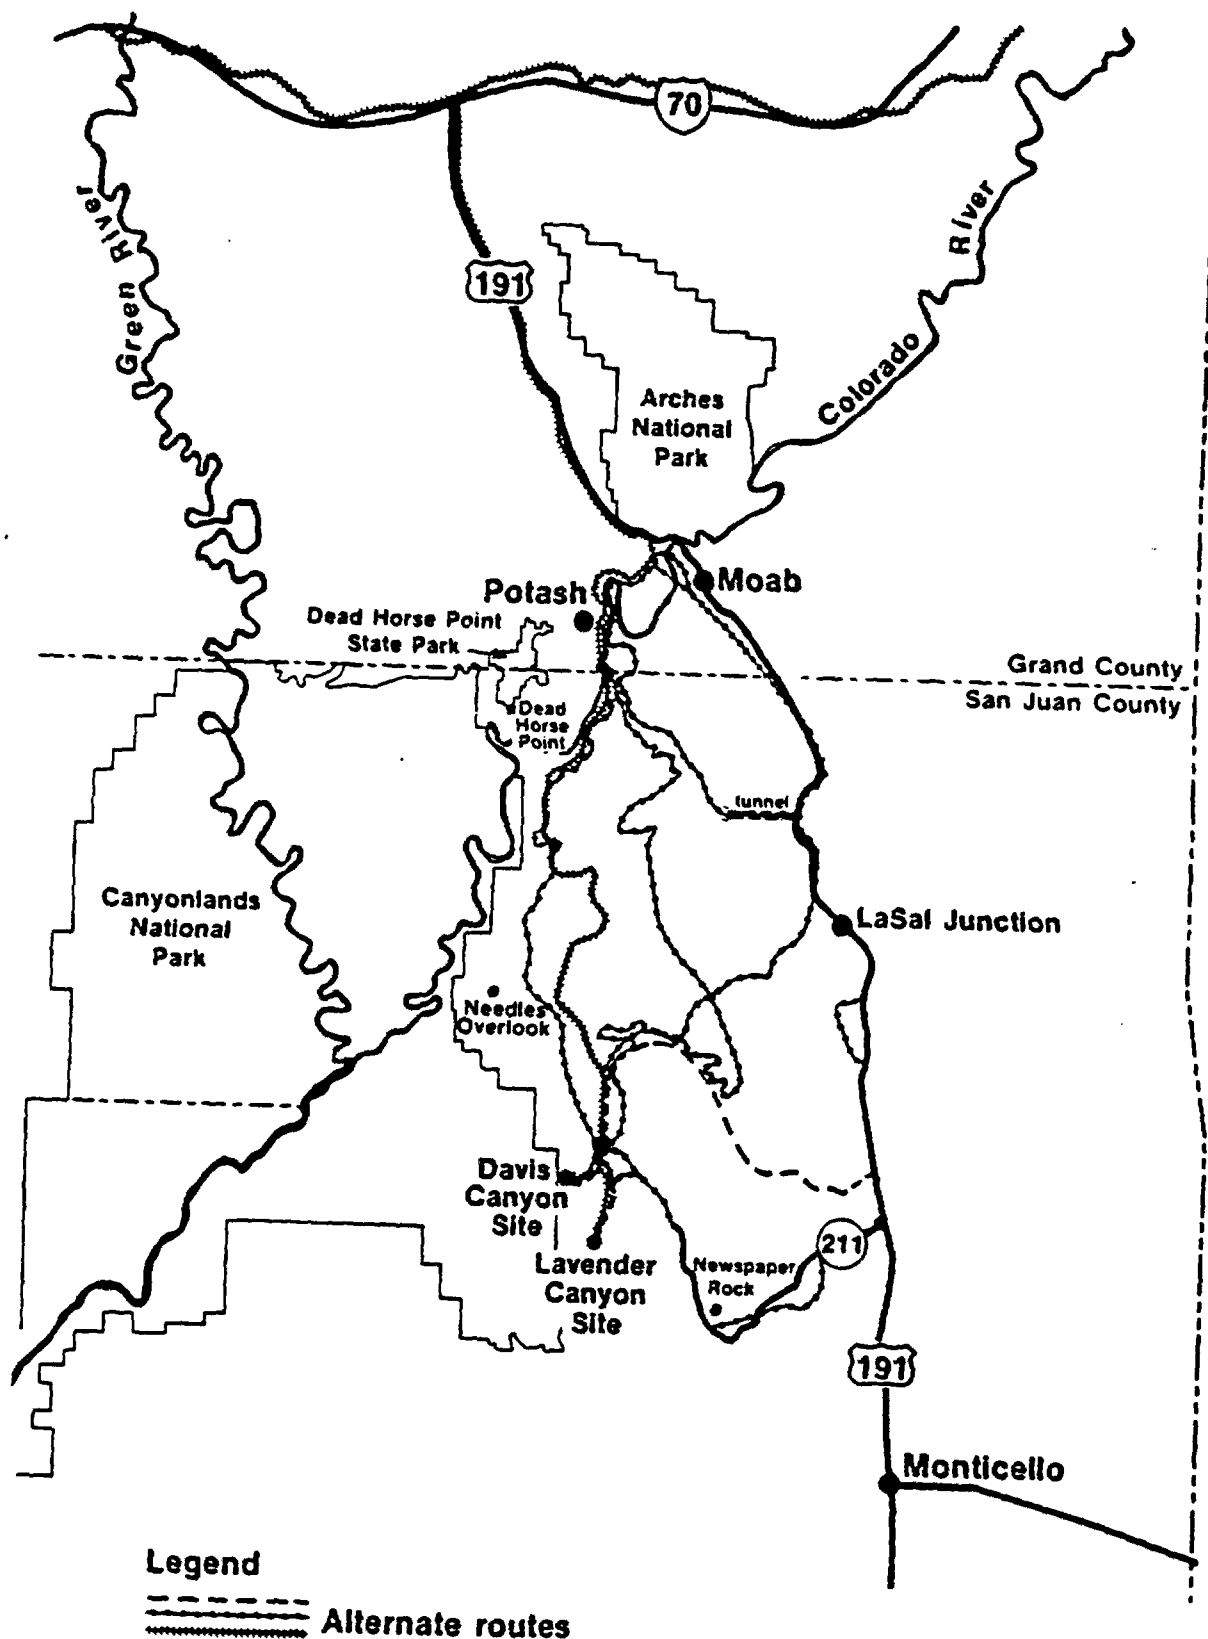 70
Green River
191
River
Colorado
Arches
National
Park
Moab
Potash
Dead Horse Point
State Park
Grand County
San Juan County
Dead
Horse
Point
tunnel
Canyonlands
National
Park
LaSal Junction
Needles
Overlook
Davis
Canyon
Site
211
Lavender
Canyon
Site
Newspaper
Rock
191
Monticello
Legend
Alternate routes